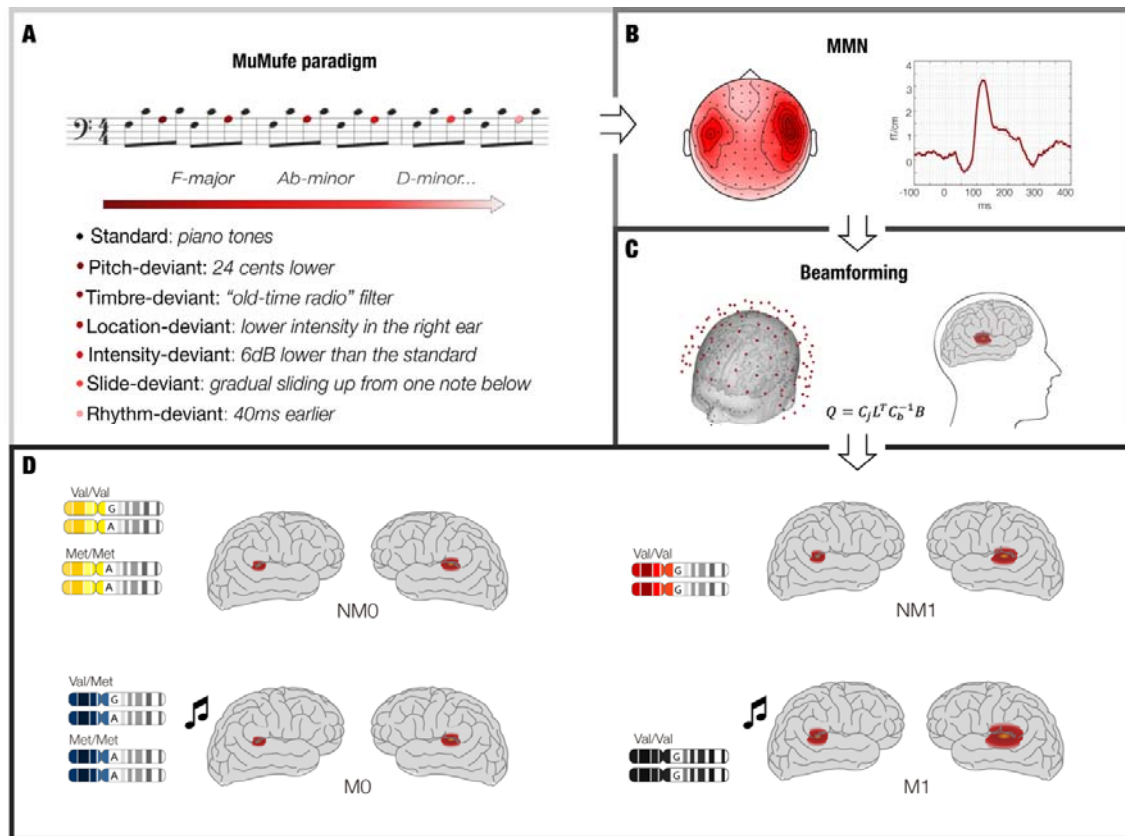 A
MuMufe paradigm
4
4
F-major Ab-minor D-minor...
Standard: piano tones
Pitch-deviant: 24 cents lower
Timbre-deviant: “old-time radio” filter
Location-deviant: lower intensity in the right ear
Intensity-deviant: 6dB lower than the standard
Slide-deviant: gradual sliding up from one note below
Rhythm-deviant: 40ms earlier
B
MMN
4
3
2
1
0
fT/cm
-100 0 100 200 300 400
ms
C
Beamforming
Q = CⱼLᵀC_b⁻¹B
D
Val/Val
G
A
Met/Met
A
A
NM0
Val/Val
G
G
NM1
Val/Met
G
A
Met/Met
A
A
M0
Val/Val
G
G
M1